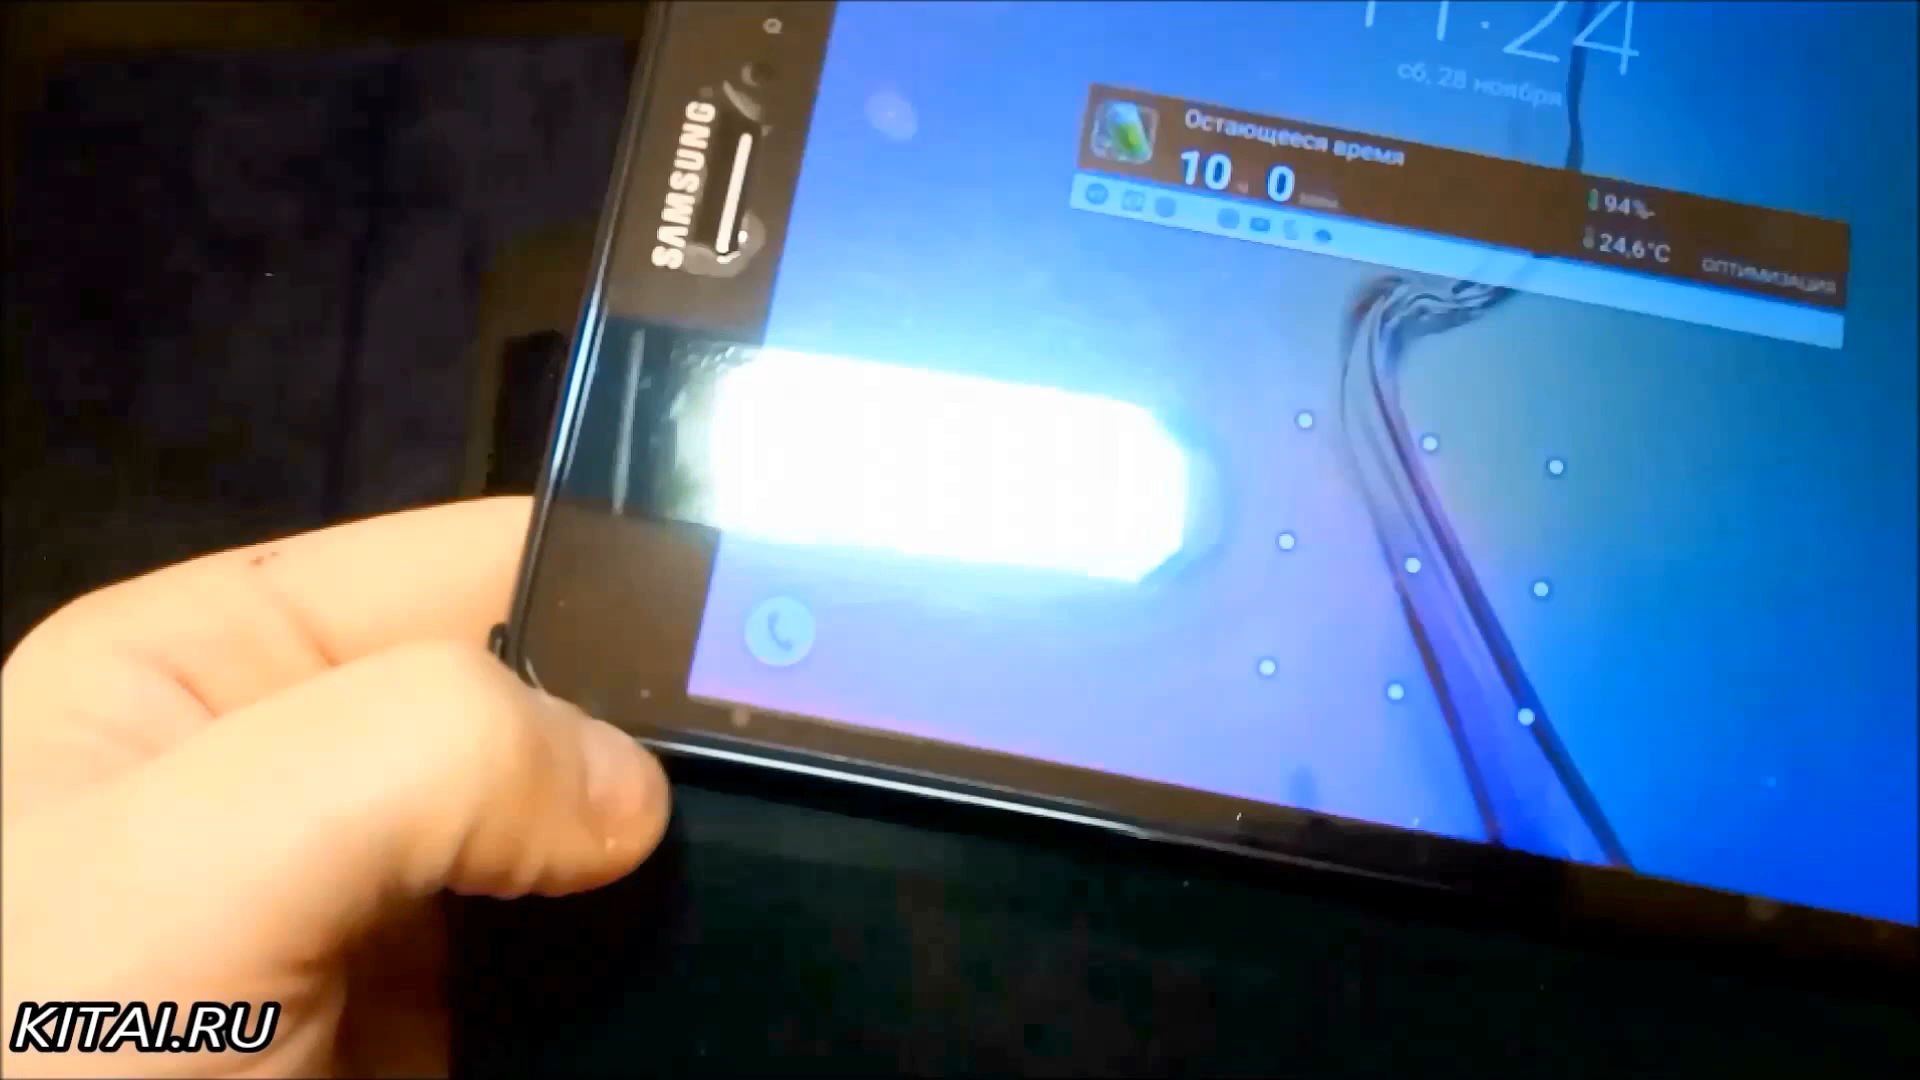 11:24
сб, 28 ноября
Остающееся время
10 ч 0
94%
24,6°C
ОПТИМИЗАЦИЯ
SAMSUNG
KITAI.RU